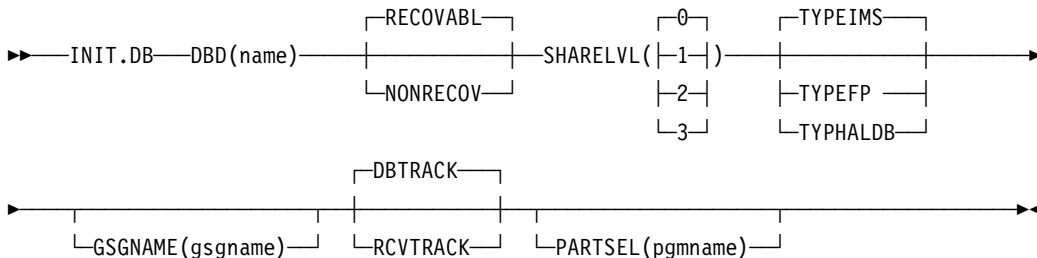 RECOVABL 0 TYPEIMS
INIT.DB DBD(name) SHARELVL( 1 )
NONRECOV 2 TYPEFP
3 TYPHALDB
DBTRACK
GSGNAME(gsgname) RCVTRACK PARTSEL(pgmname)